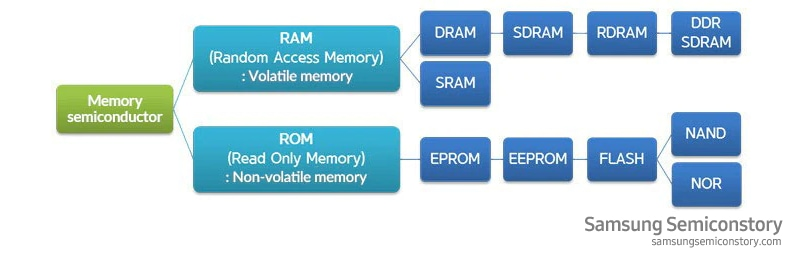 Memory
semiconductor
RAM
(Random Access Memory)
: Volatile memory
DRAM
SDRAM
RDRAM
DDR
SDRAM
SRAM
ROM
(Read Only Memory)
: Non-volatile memory
EPROM
EEPROM
FLASH
NAND
NOR
Samsung Semiconstory
samsungsemiconstory.com